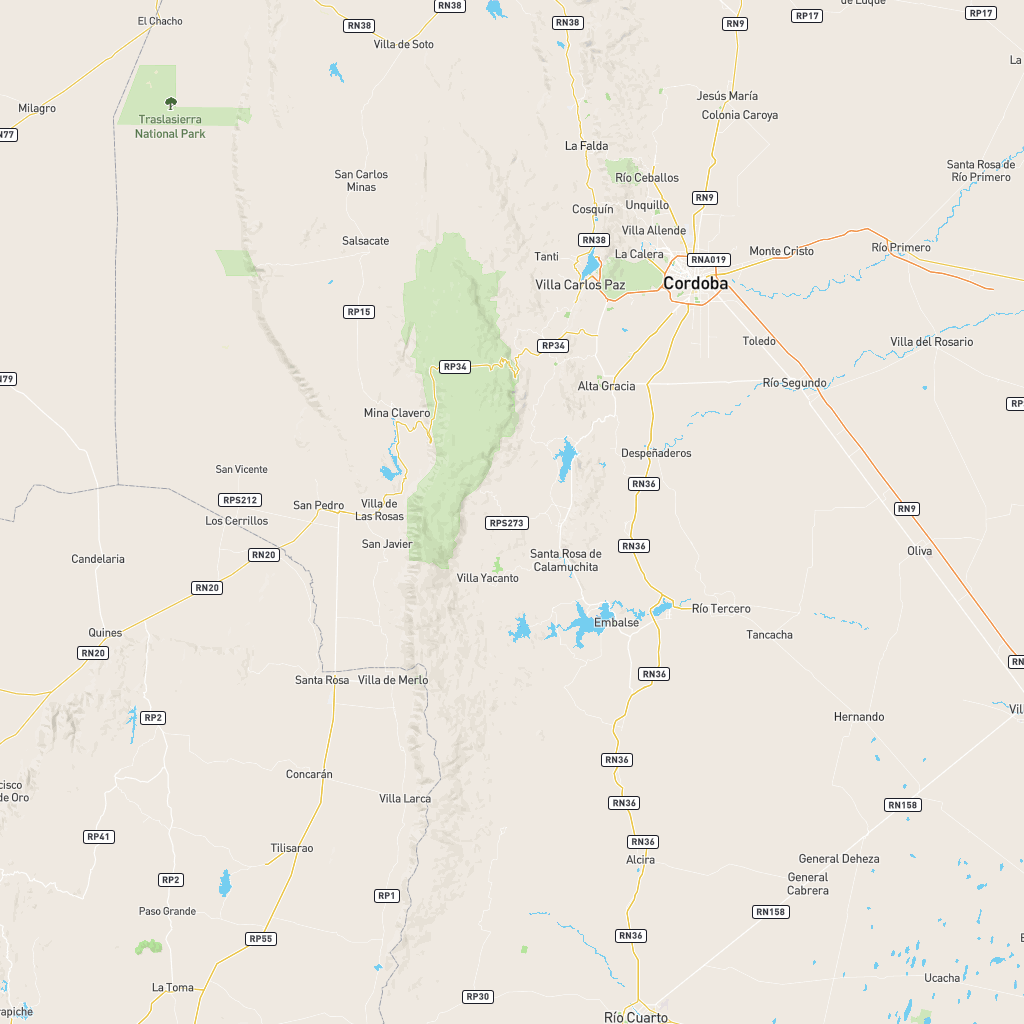 RN38
de Luque
RP17
RP17
El Chacho
RN38
RN38
RN9
Villa de Soto
La
Jesús María
Milagro
Colonia Caroya
Traslasierra
National Park
N77
La Falda
Santa Rosa de
Río Primero
San Carlos
Minas
Río Ceballos
RN9
Unquillo
Cosquín
Villa Allende
Salsacate
RN38
Río Primero
Monte Cristo
La Calera
Tanti
RNA019
Villa Carlos Paz
Cordoba
RP15
Toledo
Villa del Rosario
RP34
RP34
N79
Río Segundo
Alta Gracia
RP
Mina Clavero
Despeñaderos
San Vicente
RN36
RPS212
San Pedro
Villa de
Las Rosas
RN9
Los Cerrillos
RPS273
San Javier
RN36
Oliva
RN20
Santa Rosa de
Calamuchita
Candelaria
Villa Yacanto
RN20
Río Tercero
Embalse
Quines
Tancacha
RN20
RN
RN36
Santa Rosa
Villa de Merlo
Vil
RP2
Hernando
RN36
Concarán
cisco
de Oro
Villa Larca
RN36
RN158
RP41
RN36
Tilisarao
Alcira
General Deheza
General
Cabrera
RP2
RP1
Paso Grande
RN158
RN36
RP55
E
Ucacha
La Toma
RP30
apiche
Río Cuarto